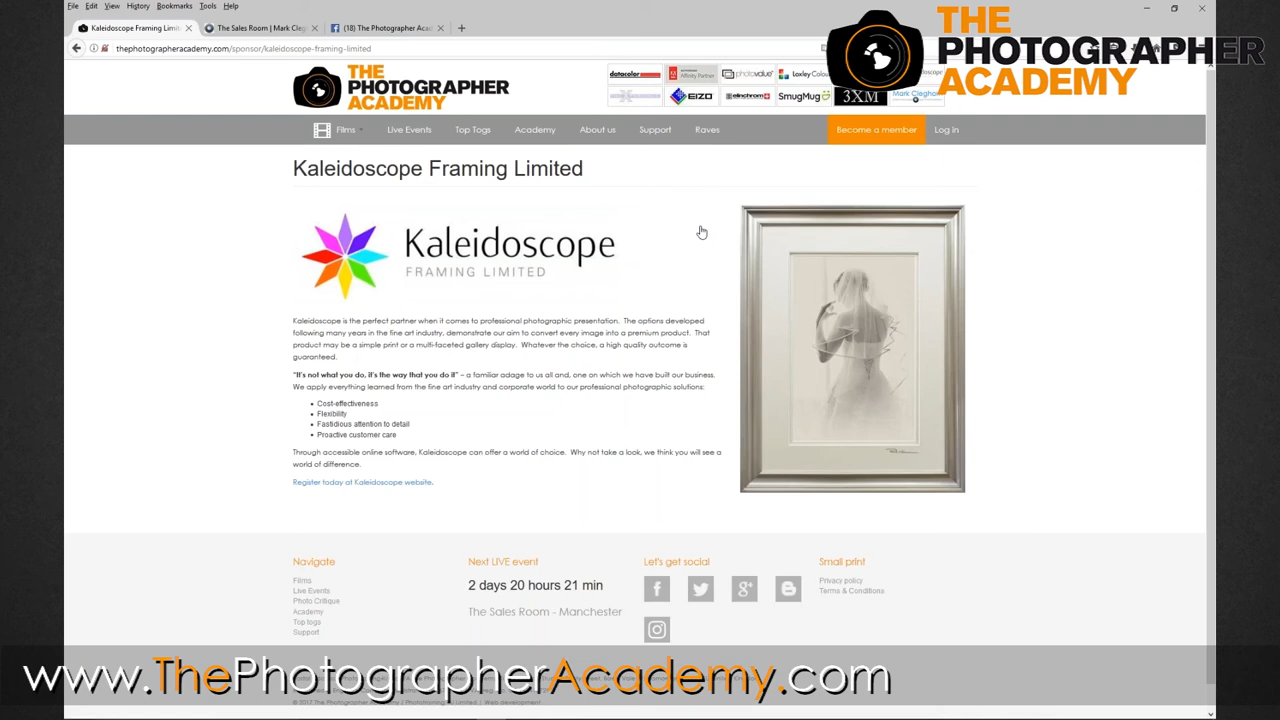 File Edit View History Bookmarks Tools Help
Kaleidoscope Framing Limit The Sales Room | Mark Cleg (18) The Photographer Aca
thephotographeracademy.com/sponsor/kaleidoscope-framing-limited
THE
PHOTOGRAPHER
ACADEMY
THE
PHOTOGRAPHER
ACADEMY
datacolor Affinity Partner photovalue Loxley Colou
EIZO elinchrom SmugMug 3XM Mark Clegho
Films Live Events Top Togs Academy About us Support Raves Become a member Log in
Kaleidoscope Framing Limited
Kaleidoscope
FRAMING LIMITED
Kaleidoscope is the perfect partner when it comes to professional photographic presentation. The options developed
following many years in the fine art industry, demonstrate our aim to convert every image into a premium product. That
product may be a simple print or a multi-faceted gallery display. Whatever the choice, a high quality outcome is
guaranteed.
"It's not what you do, it's the way that you do it" – a familiar adage to us all and, one on which we have built our business.
We apply everything learned from the fine art industry and corporate world to our professional photographic solutions:
• Cost-effectiveness
• Flexibility
• Fastidious attention to detail
• Proactive customer care
Through accessible online software, Kaleidoscope can offer a world of choice. Why not take a look, we think you will see a
world of difference.
Register today at Kaleidoscope website.
Navigate
Films
Live Events
Photo Critique
Academy
Top togs
Support
Next LIVE event
2 days 20 hours 21 min
The Sales Room - Manchester
Let's get social
Small print
Privacy policy
Terms & Conditions
www.ThePhotographerAcademy.com